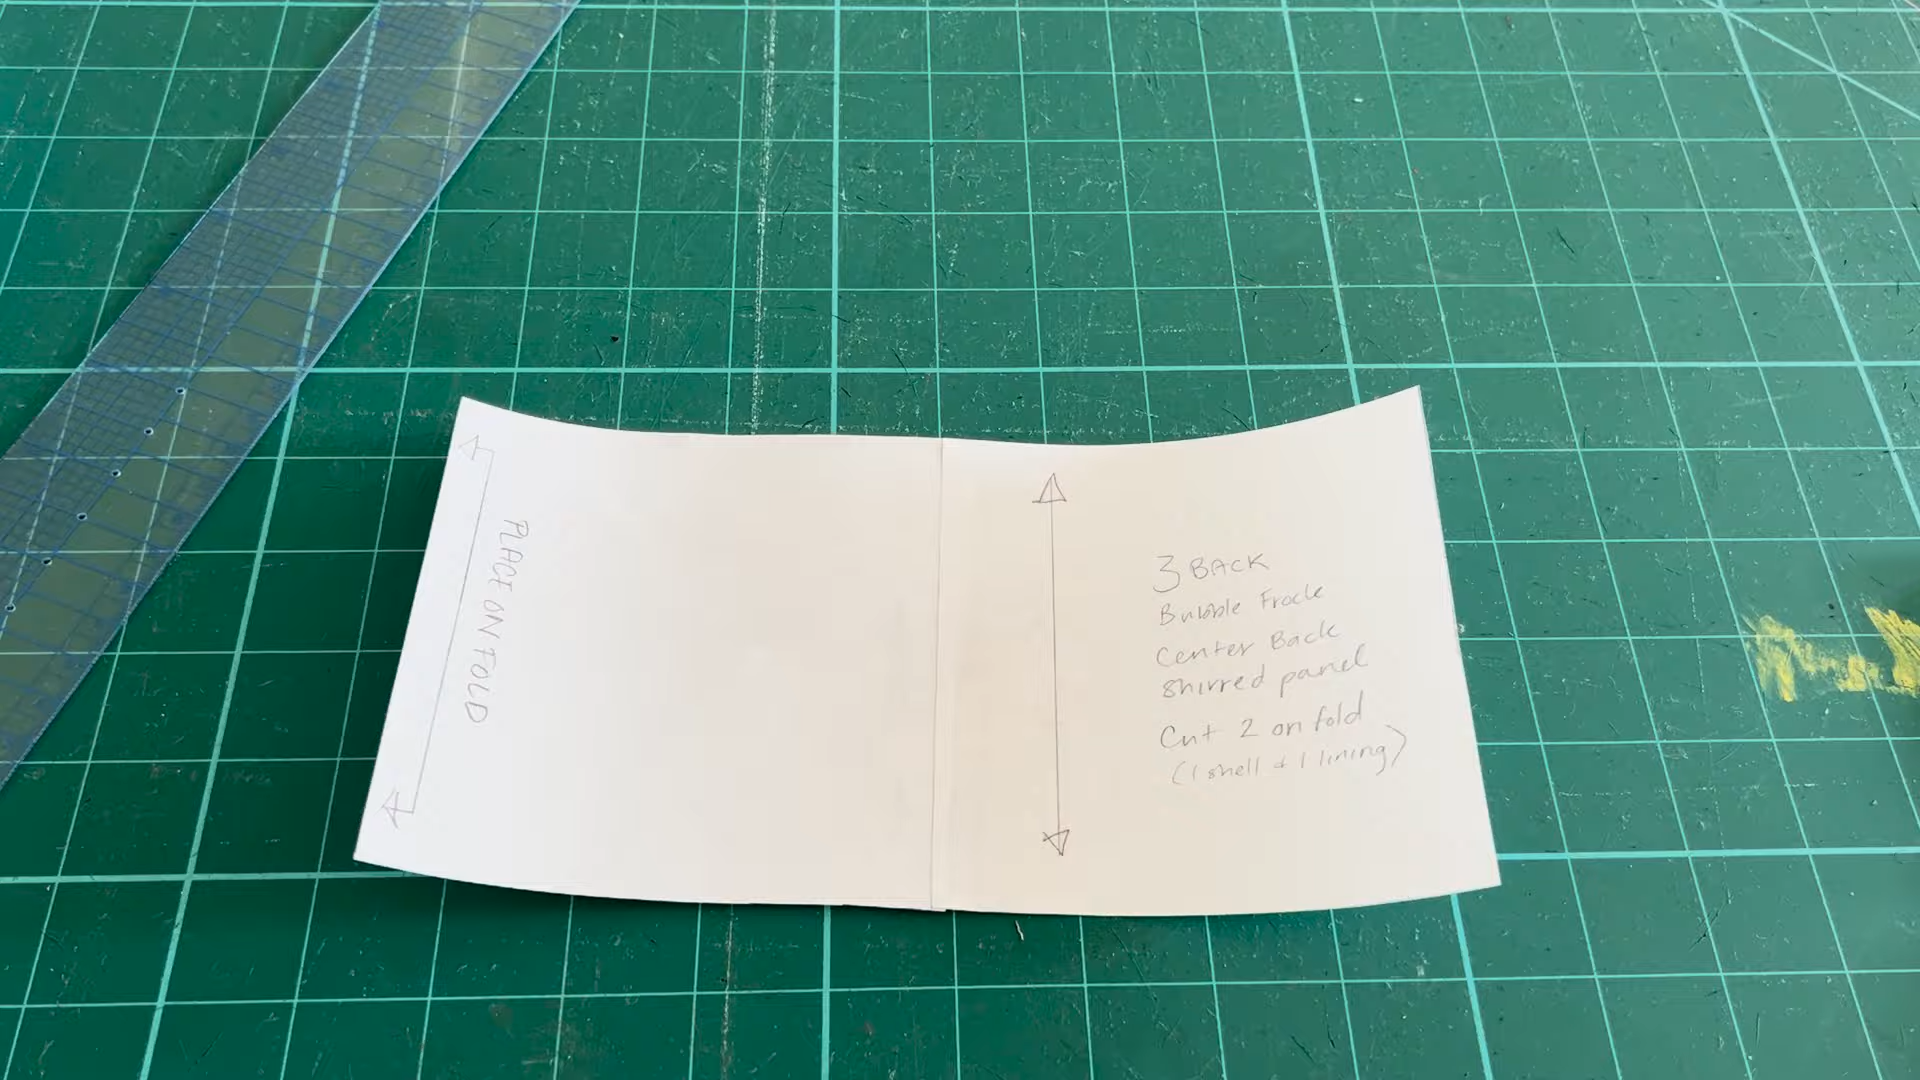 PLACE ON FOLD
3 BACK
Bubble Frock
Center Back
shirred panel
Cut 2 on fold
(1 shell + 1 lining)